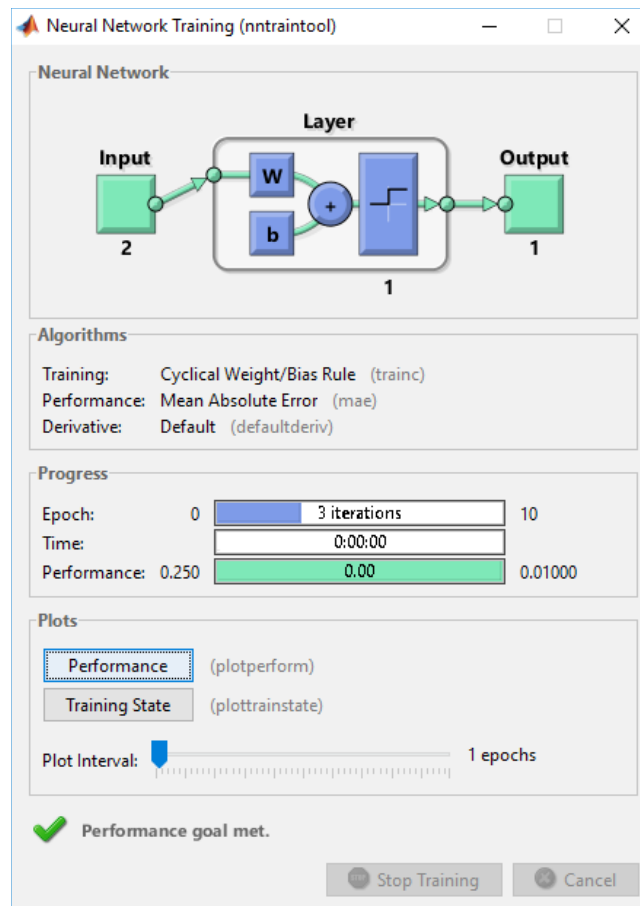 Neural Network Training (nntraintool)
Neural Network
Layer
Input
Output
W
+
b
2
1
1
Algorithms
Training: Cyclical Weight/Bias Rule (trainc)
Performance: Mean Absolute Error (mae)
Derivative: Default (defaultderiv)
Progress
Epoch: 0 3 iterations 10
Time: 0:00:00
Performance: 0.250 0.00 0.01000
Plots
Performance (plotperform)
Training State (plottrainstate)
Plot Interval: 1 epochs
Performance goal met.
STOP Stop Training Cancel